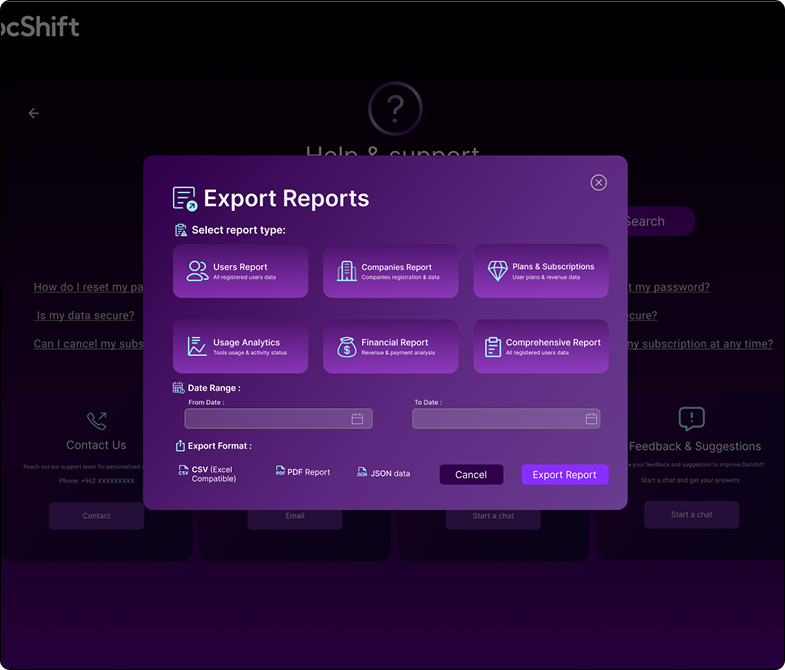 ocShift
?
Help & support
Search
Export Reports
Select report type:
Users Report
All registered users data
Companies Report
Companies registration & data
Plans & Subscriptions
User plans & revenue data
Usage Analytics
Tools usage & activity status
Financial Report
Revenue & payment analysis
Comprehensive Report
All registered users data
Date Range :
From Date :
To Date :
Export Format :
CSV
CSV (Excel
Compatible)
PDF
PDF Report
JSON
JSON data
Cancel
Export Report
How do I reset my pa
t my password?
Is my data secure?
cure?
Can I cancel my subs
ny subscription at any time?
Contact Us
Reach out our support team for personalized
Phone: +962 XXXXXXXXX
Contact
Email
Start a chat
Feedback & Suggestions
e your feedback and suggestion to improve Docshift
Start a chat and get your answers
Start a chat